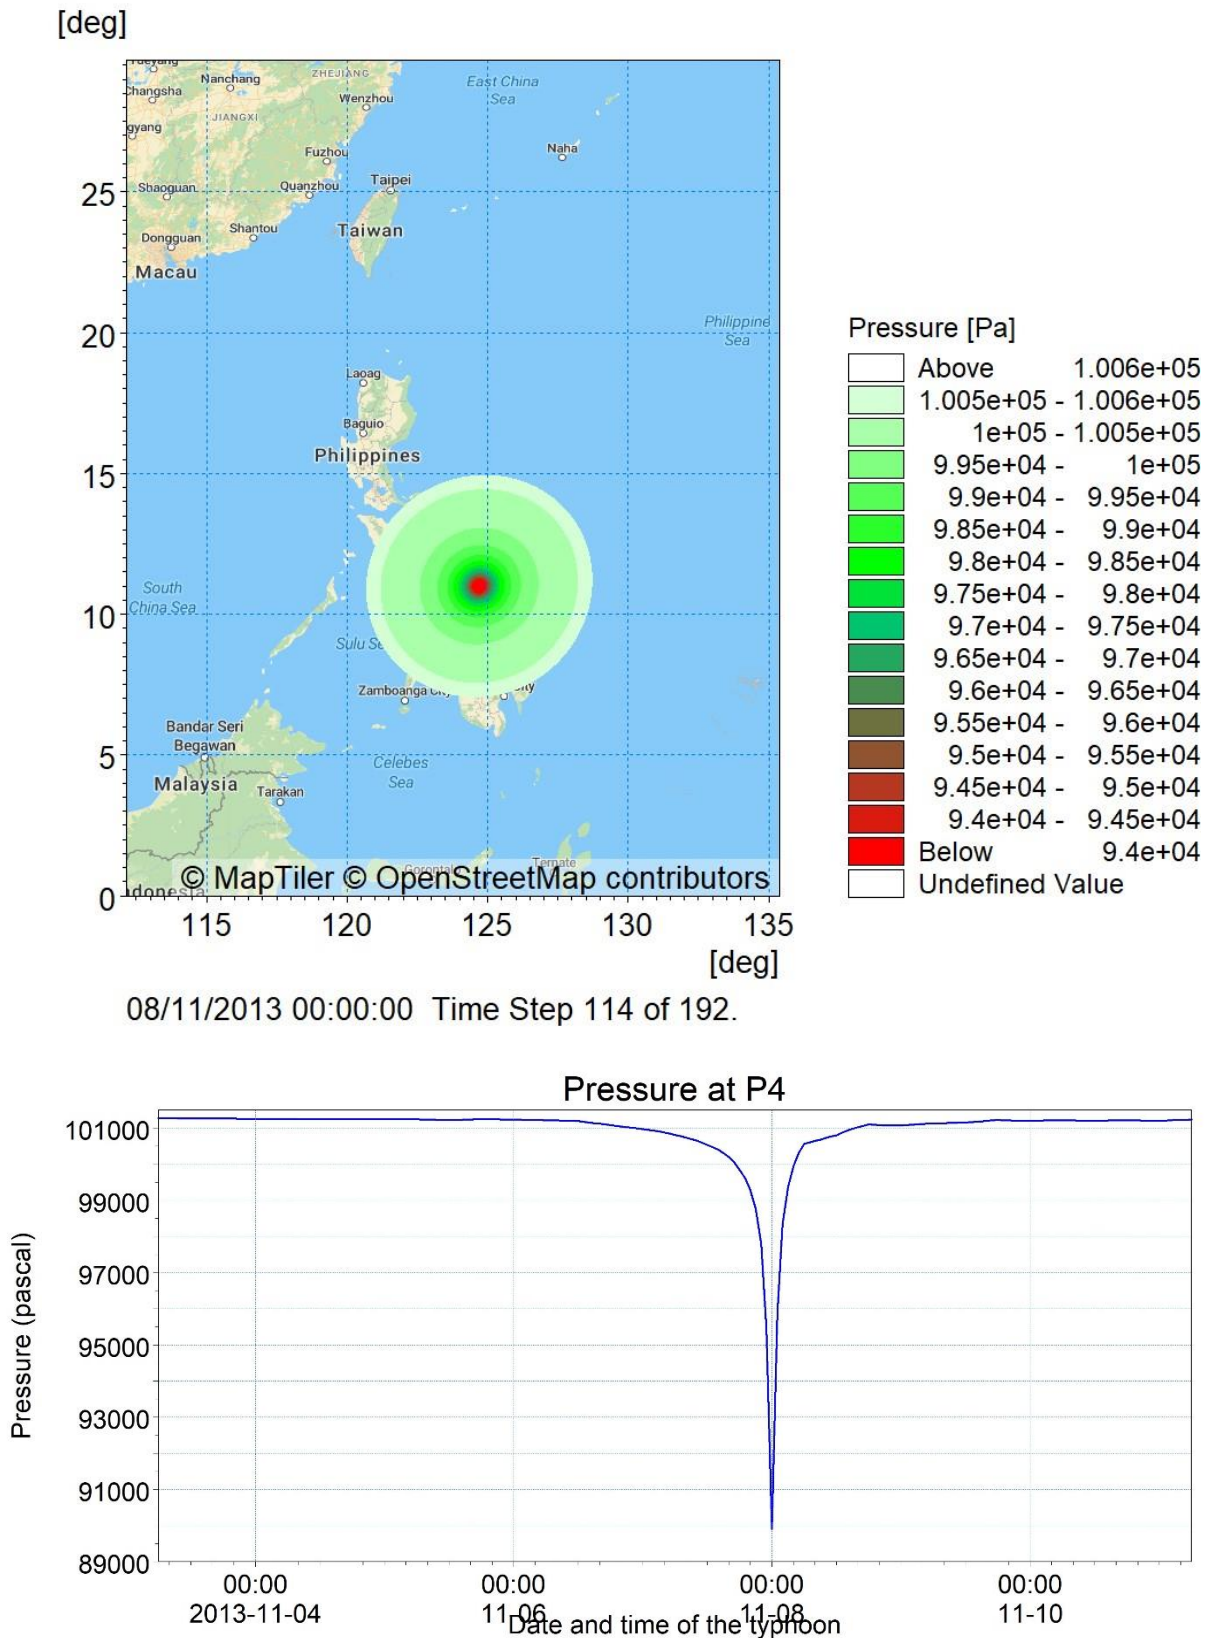 [deg]
Changsha
Nanchang
ZHEJIANG
Wenzhou
East China
Sea
gyang
JIANGXI
Fuzhou
Naha
25
Shaoguan
Quanzhou
Taipei
Dongguan
Shantou
Taiwan
Macau
20
Philippine
Sea
Laoag
Baguio
Philippines
15
South
China Sea
10
Sulu Se
Zamboanga City
ity
Bandar Seri
Begawan
5
Celebes
Sea
Malaysia
Tarakan
Gorontalo
Ternate
© MapTiler © OpenStreetMap contributors
0
donesia
115 120 125 130 135
[deg]
Pressure [Pa]
Above 1.006e+05
1.005e+05 - 1.006e+05
1e+05 - 1.005e+05
9.95e+04 - 1e+05
9.9e+04 - 9.95e+04
9.85e+04 - 9.9e+04
9.8e+04 - 9.85e+04
9.75e+04 - 9.8e+04
9.7e+04 - 9.75e+04
9.65e+04 - 9.7e+04
9.6e+04 - 9.65e+04
9.55e+04 - 9.6e+04
9.5e+04 - 9.55e+04
9.45e+04 - 9.5e+04
9.4e+04 - 9.45e+04
Below 9.4e+04
Undefined Value
08/11/2013 00:00:00 Time Step 114 of 192.
Pressure at P4
Pressure (pascal)
101000
99000
97000
95000
93000
91000
89000
00:00 00:00 00:00 00:00
2013-11-04 11-06 11-08 11-10
Date and time of the typhoon